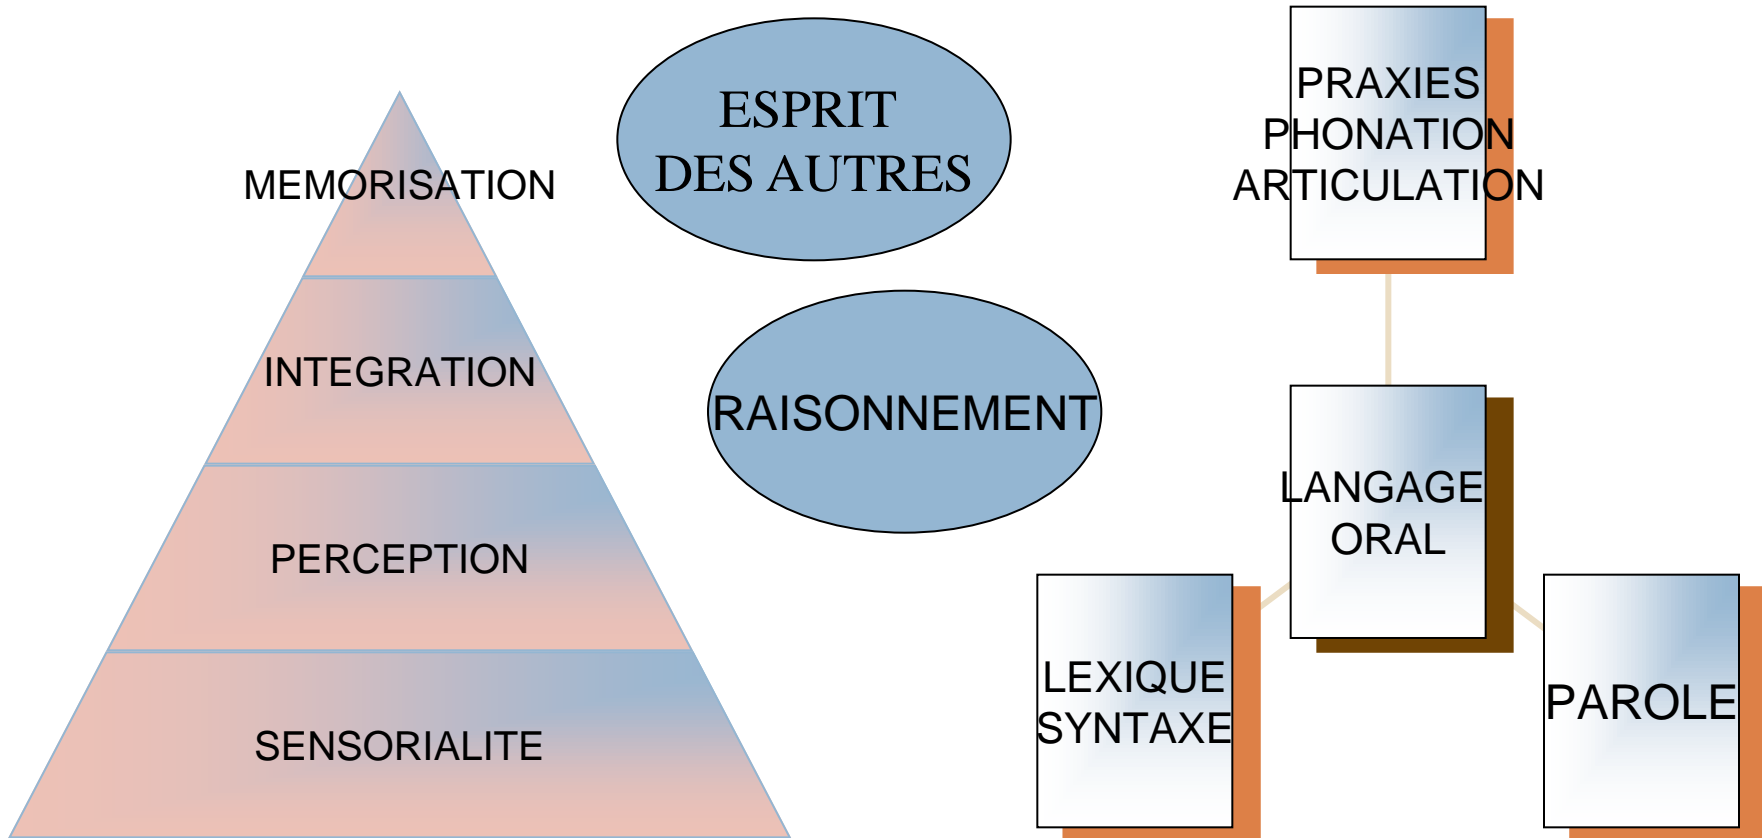 MEMORISATION
INTEGRATION
PERCEPTION
SENSORIALITE
ESPRIT
DES AUTRES
RAISONNEMENT
PRAXIES
PHONATION
ARTICULATION
LANGAGE
ORAL
LEXIQUE
SYNTAXE
PAROLE